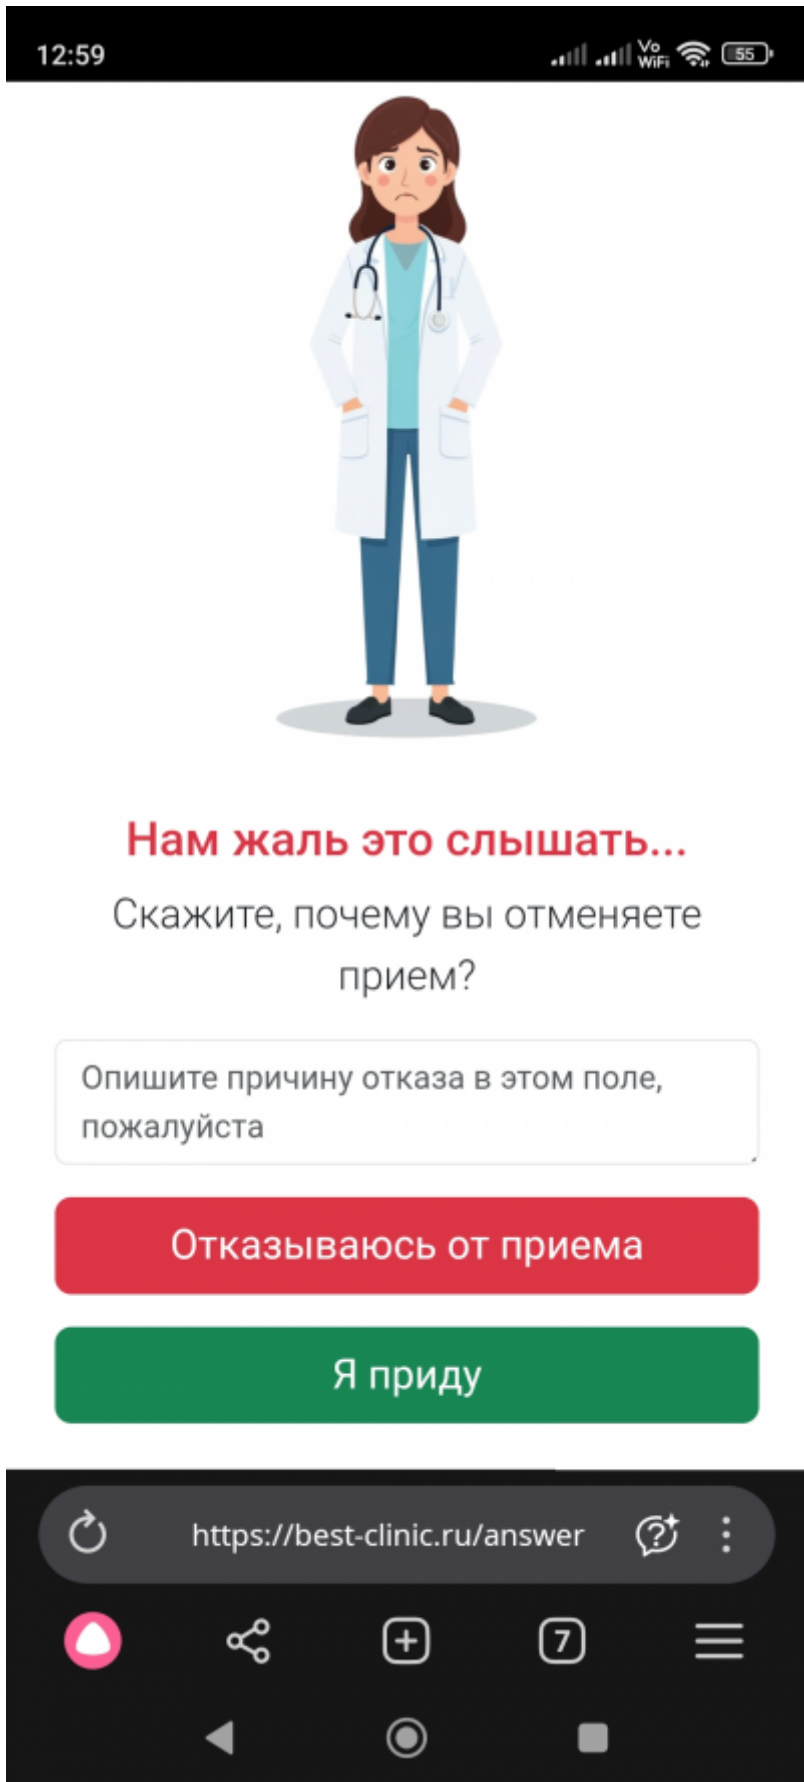 12:59
Vo
WiFi
55
Нам жаль это слышать...
Скажите, почему вы отменяете
прием?
Опишите причину отказа в этом поле,
пожалуйста
Отказываюсь от приема
Я приду
https://best-clinic.ru/answer
7